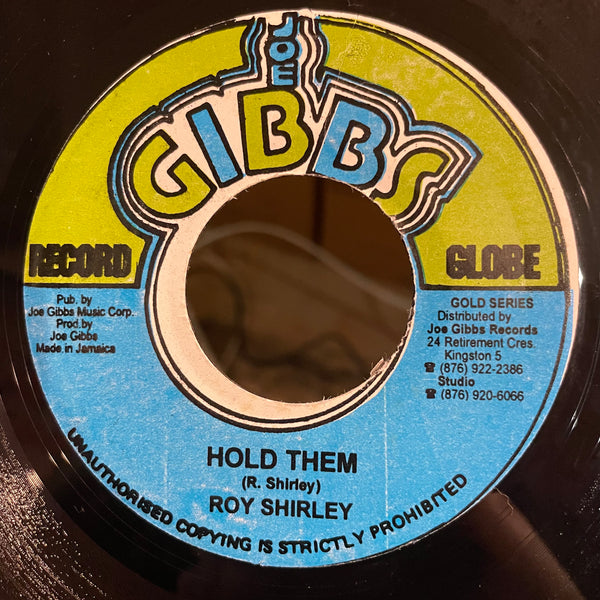 JOE
GIBBS
RECORD GLOBE
Pub. by
Joe Gibbs Music Corp.
Prod.by
Joe Gibbs
Made in Jamaica
GOLD SERIES
Distributed by
Joe Gibbs Records
24 Retirement Cres.
Kingston 5
☎ (876) 922-2386
Studio
☎ (876) 920-6066
HOLD THEM
(R. Shirley)
ROY SHIRLEY
UNAUTHORISED COPYING IS STRICTLY PROHIBITED